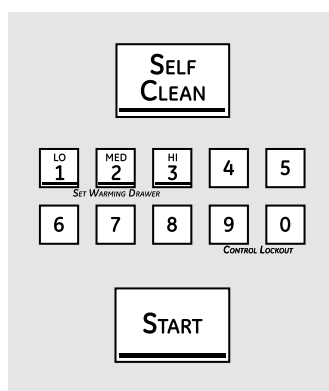 SELF
CLEAN
LO MED HI
1 2 3 4 5
SET WARMING DRAWER
6 7 8 9 0
CONTROL LOCKOUT
START